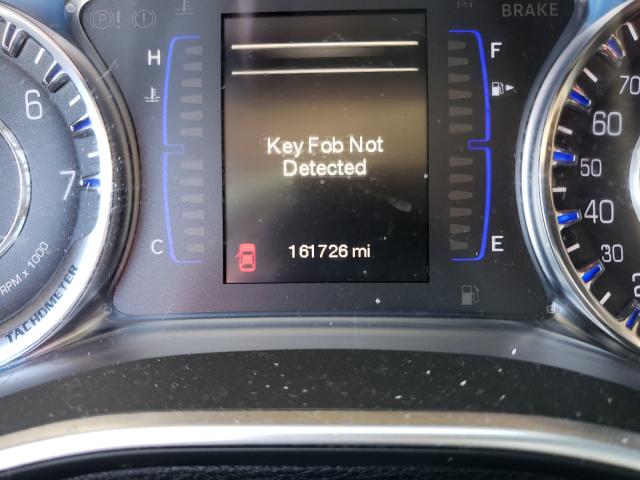 BRAKE
H
F
6
7
RPM x 1000
TACHOMETER
Key Fob Not
Detected
C
161726 mi
E
70
60
50
40
30